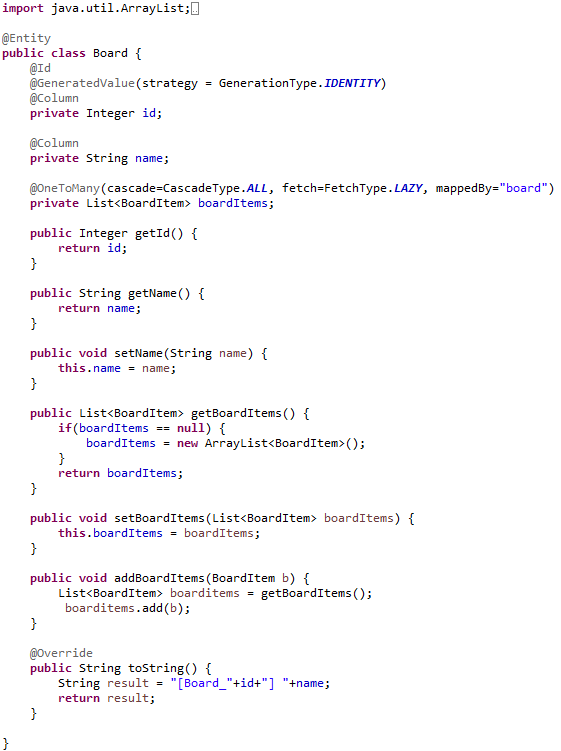 import java.util.ArrayList;
@Entity
public class Board {
    @Id
    @GeneratedValue(strategy = GenerationType.IDENTITY)
    @Column
    private Integer id;

    @Column
    private String name;

    @OneToMany(cascade=CascadeType.ALL, fetch=FetchType.LAZY, mappedBy="board")
    private List<BoardItem> boardItems;

    public Integer getId() {
        return id;
    }

    public String getName() {
        return name;
    }

    public void setName(String name) {
        this.name = name;
    }

    public List<BoardItem> getBoardItems() {
        if(boardItems == null) {
            boardItems = new ArrayList<BoardItem>();
        }
        return boardItems;
    }

    public void setBoardItems(List<BoardItem> boardItems) {
        this.boardItems = boardItems;
    }

    public void addBoardItems(BoardItem b) {
        List<BoardItem> boarditems = getBoardItems();
         boarditems.add(b);
    }

    @Override
    public String toString() {
        String result = "[Board_"+id+"] "+name;
        return result;
    }

}